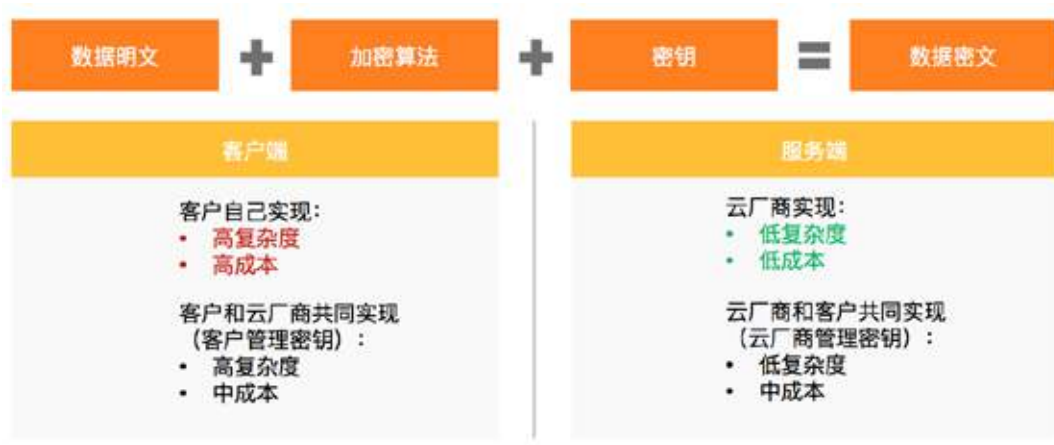 数据明文 + 加密算法 + 密钥 = 数据密文
客户端
客户自己实现：
• 高复杂度
• 高成本
客户和云厂商共同实现
（客户管理密钥）：
• 高复杂度
• 中成本
服务端
云厂商实现：
• 低复杂度
• 低成本
云厂商和客户共同实现
（云厂商管理密钥）：
• 低复杂度
• 中成本